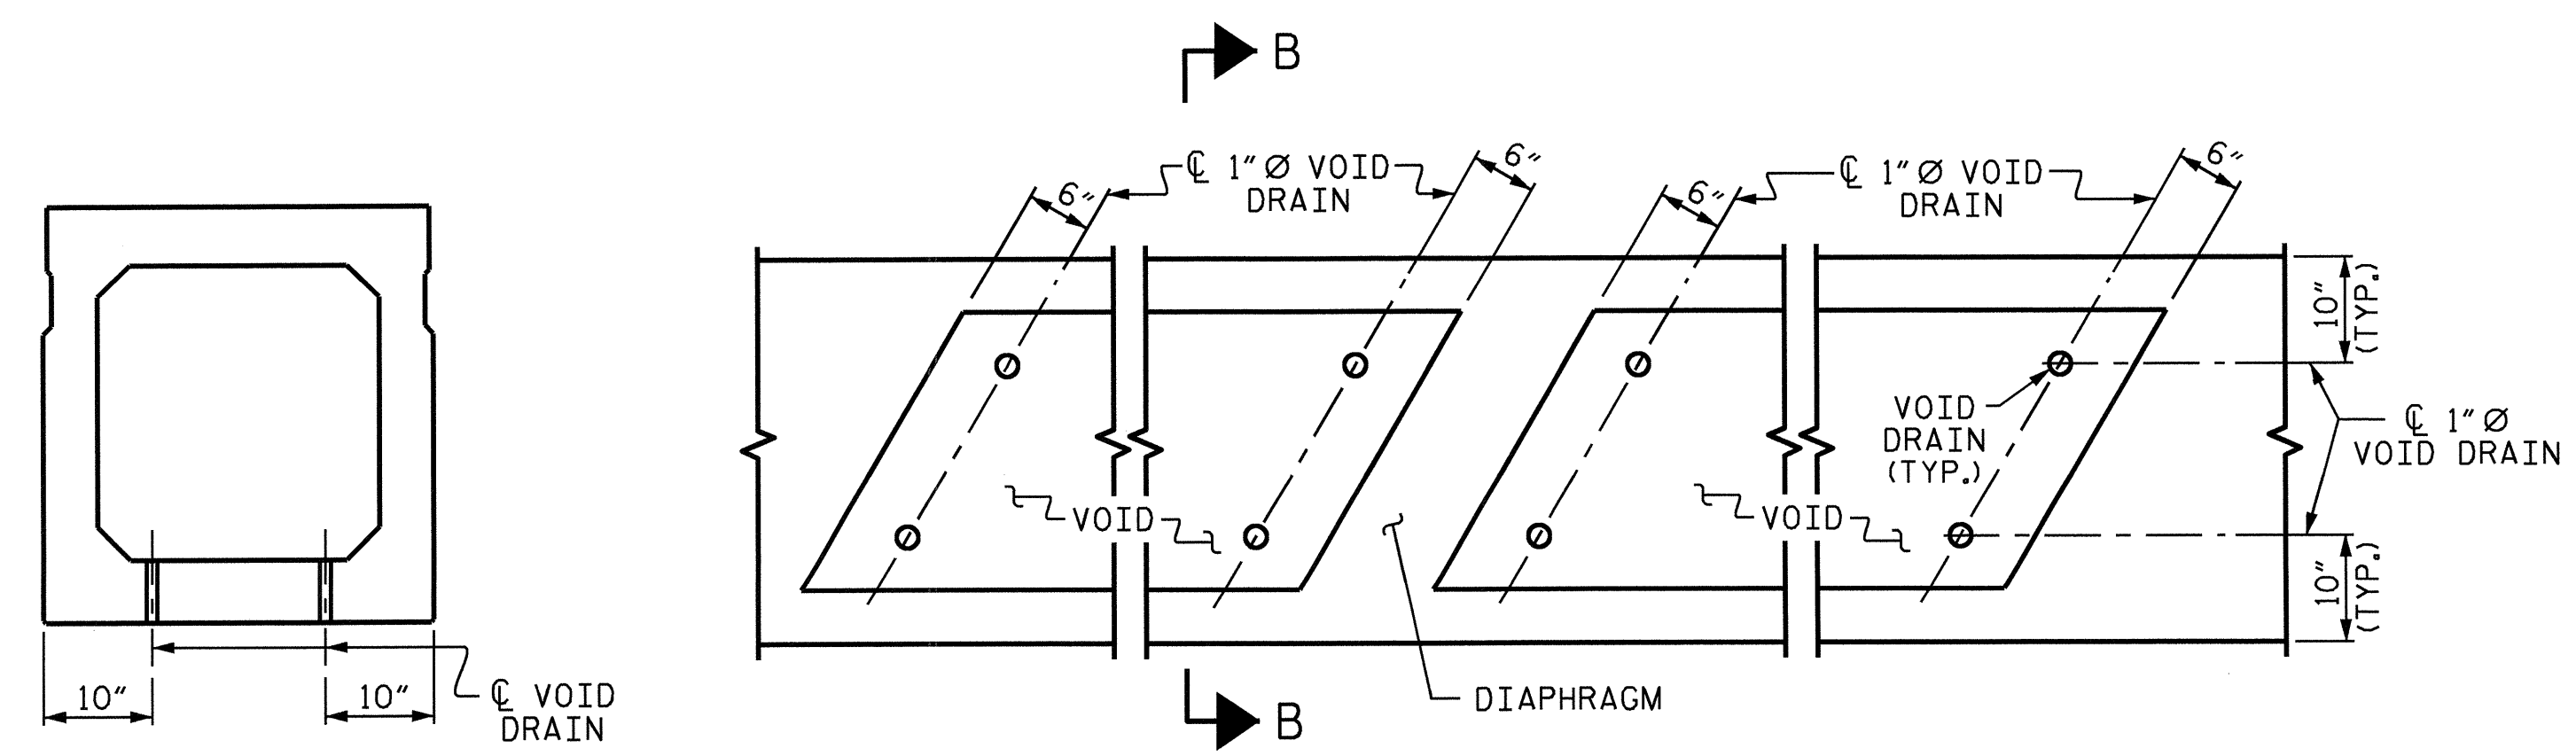 B
6"
℄ 1" Ø VOID
DRAIN
6"
6"
℄ 1" Ø VOID
DRAIN
6"
10"
(TYP.)
VOID
DRAIN
(TYP.)
℄ 1" Ø
VOID DRAIN
VOID
VOID
10"
(TYP.)
10"
10"
℄ VOID
DRAIN
DIAPHRAGM
B